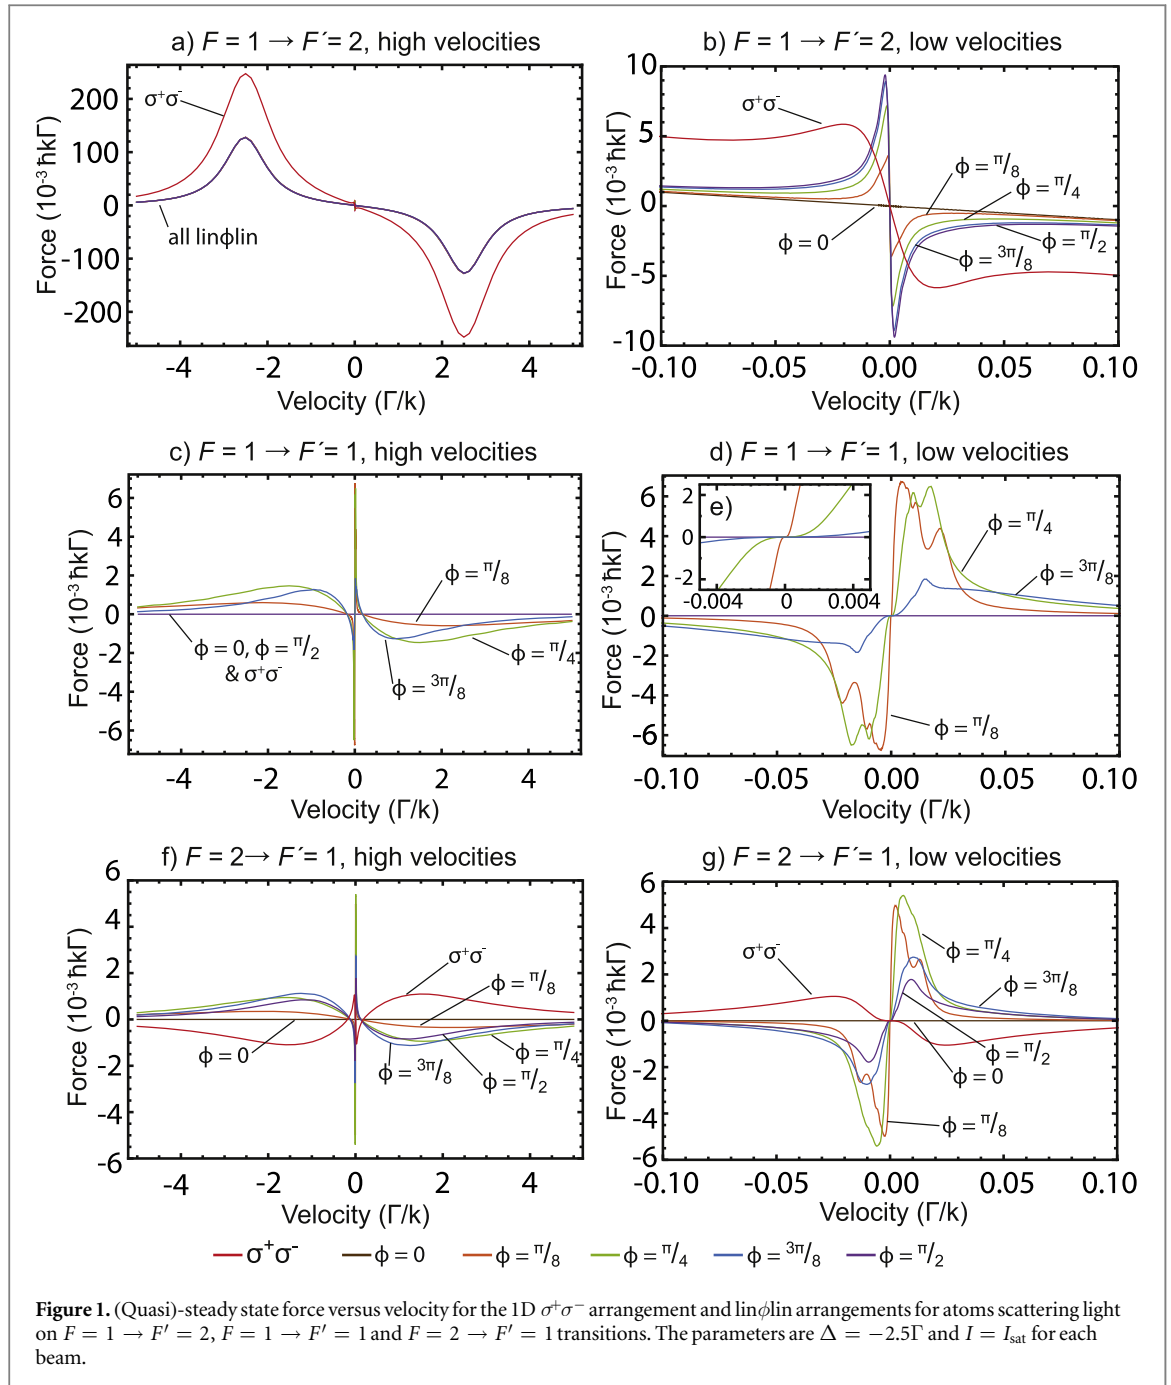 a) F = 1 → F´= 2, high velocities
Force (10⁻³ħkΓ)
200
100
0
-100
-200
σ⁺σ⁻
all linϕlin
-4 -2 0 2 4
Velocity (Γ/k)
b) F = 1 → F´= 2, low velocities
Force (10⁻³ħkΓ)
10
5
0
-5
-10
σ⁺σ⁻
ϕ = π/8
ϕ = π/4
ϕ = 0
ϕ = π/2
ϕ = 3π/8
-0.10 -0.05 0.00 0.05 0.10
Velocity (Γ/k)
c) F = 1 → F´= 1, high velocities
Force (10⁻³ħkΓ)
6
4
2
0
-2
-4
-6
ϕ = π/8
ϕ = 0, ϕ = π/2
& σ⁺σ⁻
ϕ = π/4
ϕ = 3π/8
-4 -2 0 2 4
Velocity (Γ/k)
d) F = 1 → F´= 1, low velocities
Force (10⁻³ħkΓ)
6
4
2
0
-2
-4
-6
e)
2
0
-2
-0.004 0 0.004
ϕ = π/4
ϕ = 3π/8
ϕ = π/8
-0.10 -0.05 0.00 0.05 0.10
Velocity (Γ/k)
f) F = 2→ F´= 1, high velocities
Force (10⁻³ħkΓ)
6
4
2
0
-2
-4
-6
σ⁺σ⁻
ϕ = π/8
ϕ = 0
ϕ = 3π/8
ϕ = π/4
ϕ = π/2
-4 -2 0 2 4
Velocity (Γ/k)
g) F = 2 → F´= 1, low velocities
Force (10⁻³ħkΓ)
6
4
2
0
-2
-4
-6
σ⁺σ⁻
ϕ = π/4
ϕ = 3π/8
ϕ = π/2
ϕ = 0
ϕ = π/8
-0.10 -0.05 0.00 0.05 0.10
Velocity (Γ/k)
σ⁺σ⁻ ϕ = 0 ϕ = π/8 ϕ = π/4 ϕ = 3π/8 ϕ = π/2
Figure 1. (Quasi)-steady state force versus velocity for the 1D σ⁺σ⁻ arrangement and linϕlin arrangements for atoms scattering light
on F = 1 → F′ = 2, F = 1 → F′ = 1 and F = 2 → F′ = 1 transitions. The parameters are Δ = −2.5Γ and I = I_sat for each
beam.